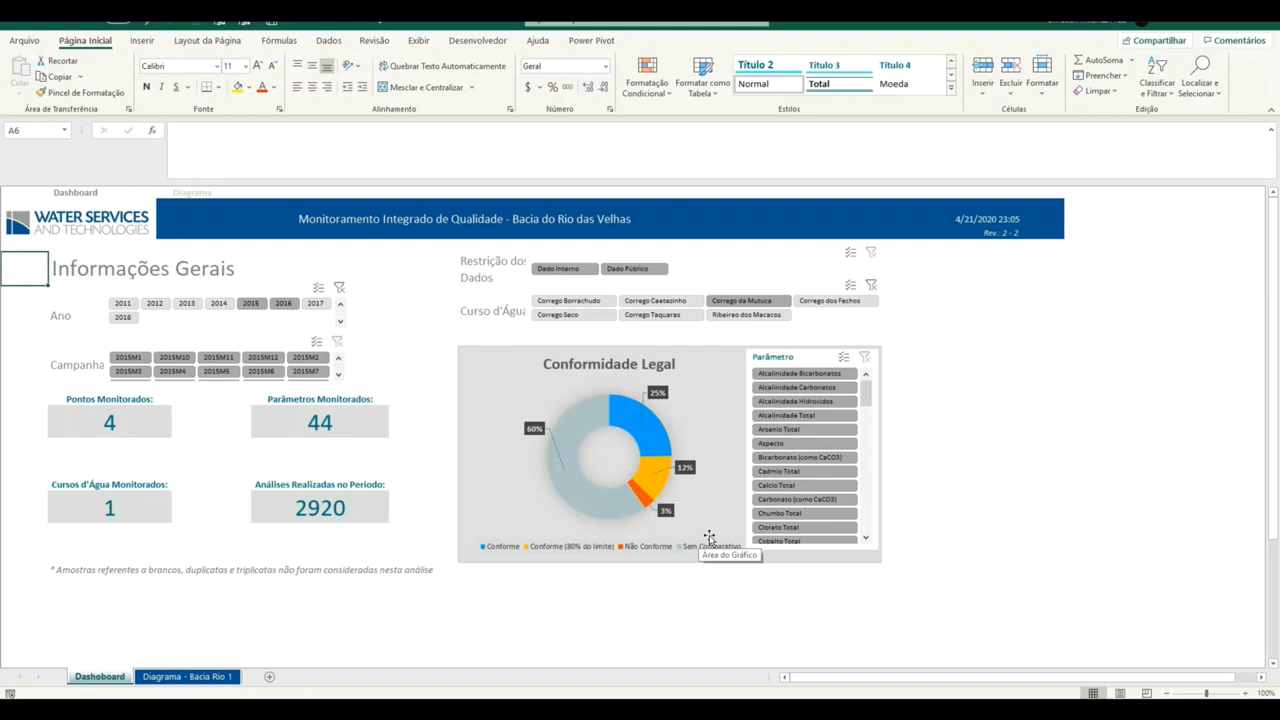 Arquivo Página Inicial Inserir Layout da Página Fórmulas Dados Revisão Exibir Desenvolvedor Ajuda Power Pivot Compartilhar Comentários
Recortar
Copiar
Pincel de Formatação
Colar
Área de Transferência
Calibri 11
N I S
Fonte
Quebrar Texto Automaticamente
Mesclar e Centralizar
Alinhamento
Geral
$ % 000
Número
Formatação Condicional
Formatar como Tabela
Título 2 Título 3 Título 4
Normal Total Moeda
Estilos
Inserir Excluir Formatar
Células
AutoSoma
Preencher
Limpar
Classificar e Filtrar
Localizar e Selecionar
Edição
A6 fx
Dashboard Diagrama
WATER SERVICES
AND TECHNOLOGIES
Monitoramento Integrado de Qualidade - Bacia do Rio das Velhas
4/21/2020 23:05
Rev.: 2 - 2
Informações Gerais
Ano
2011 2012 2013 2014 2015 2016 2017
2018
Campanha
2015M1 2015M10 2015M11 2015M12 2015M2
2015M3 2015M4 2015M5 2015M6 2015M7
Pontos Monitorados:
4
Parâmetros Monitorados:
44
Cursos d'Água Monitorados:
1
Análises Realizadas no Período:
2920
* Amostras referentes a brancos, duplicatas e triplicatas não foram consideradas nesta análise
Restrição dos
Dados
Dado Interno Dado Público
Curso d'Água
Corrego Borrachudo Corrego Caetezinho Corrego da Mutuca Corrego dos Fechos
Corrego Seco Corrego Taquaras Ribeirao dos Macacos
Conformidade Legal
25%
60%
12%
3%
Conforme Conforme (80% do limite) Não Conforme Sem
Área do Gráfico
Parâmetro
Alcalinidade Bicarbonatos
Alcalinidade Carbonatos
Alcalinidade Hidroxidos
Alcalinidade Total
Arsenio Total
Aspecto
Bicarbonato (como CaCO3)
Cadmio Total
Calcio Total
Carbonato (como CaCO3)
Chumbo Total
Cloreto Total
Cobalto Total
Dashoboard Diagrama - Bacia Rio 1
100%